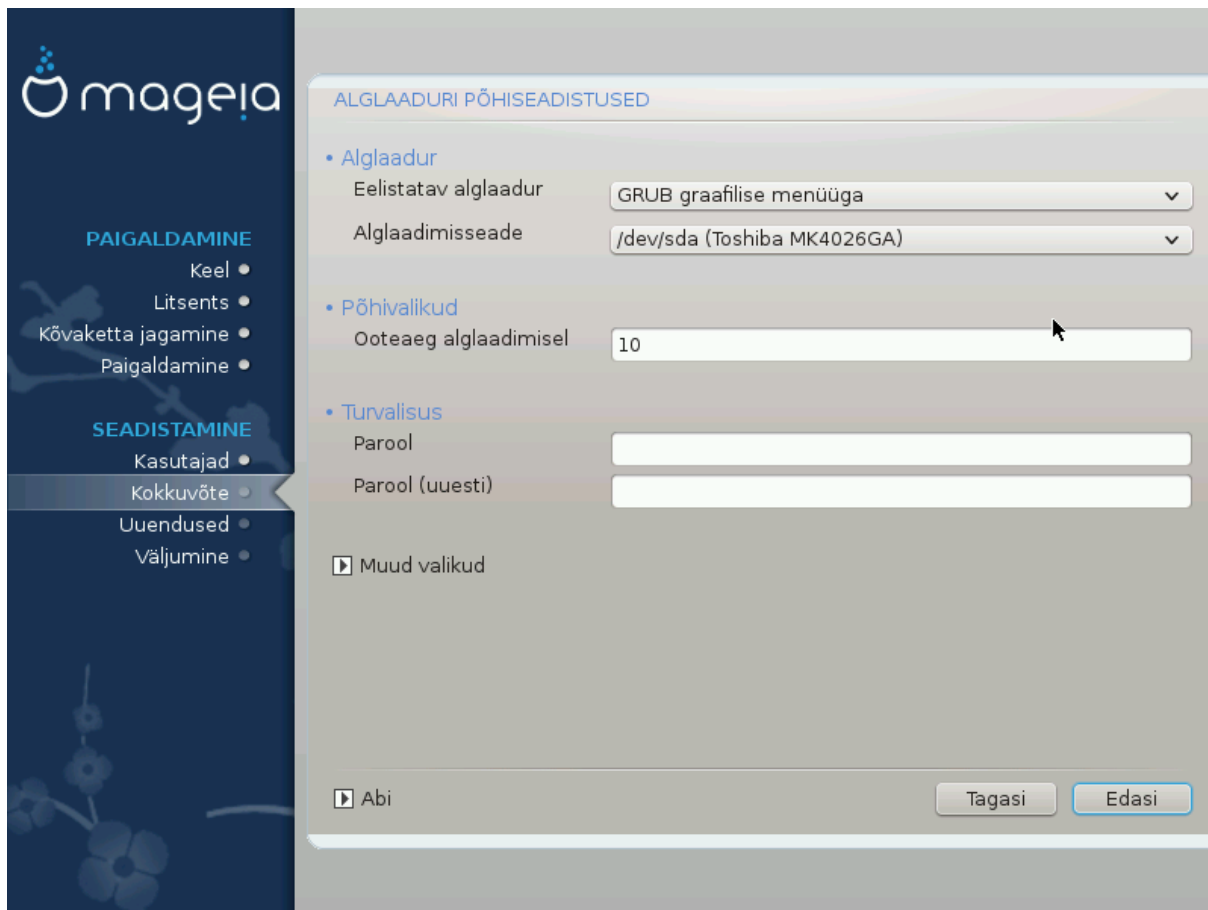 mageia
PAIGALDAMINE
Keel
Litsents
Kõvaketta jagamine
Paigaldamine
SEADISTAMINE
Kasutajad
Kokkuvõte
Uuendused
Väljumine
ALGLAADURI PÕHISEADISTUSED
Alglaadur
Eelistatav alglaadur
GRUB graafilise menüüga
Alglaadimisseade
/dev/sda (Toshiba MK4026GA)
Põhivalikud
Ooteaeg alglaadimisel
10
Turvalisus
Parool
Parool (uuesti)
Muud valikud
Abi
Tagasi
Edasi